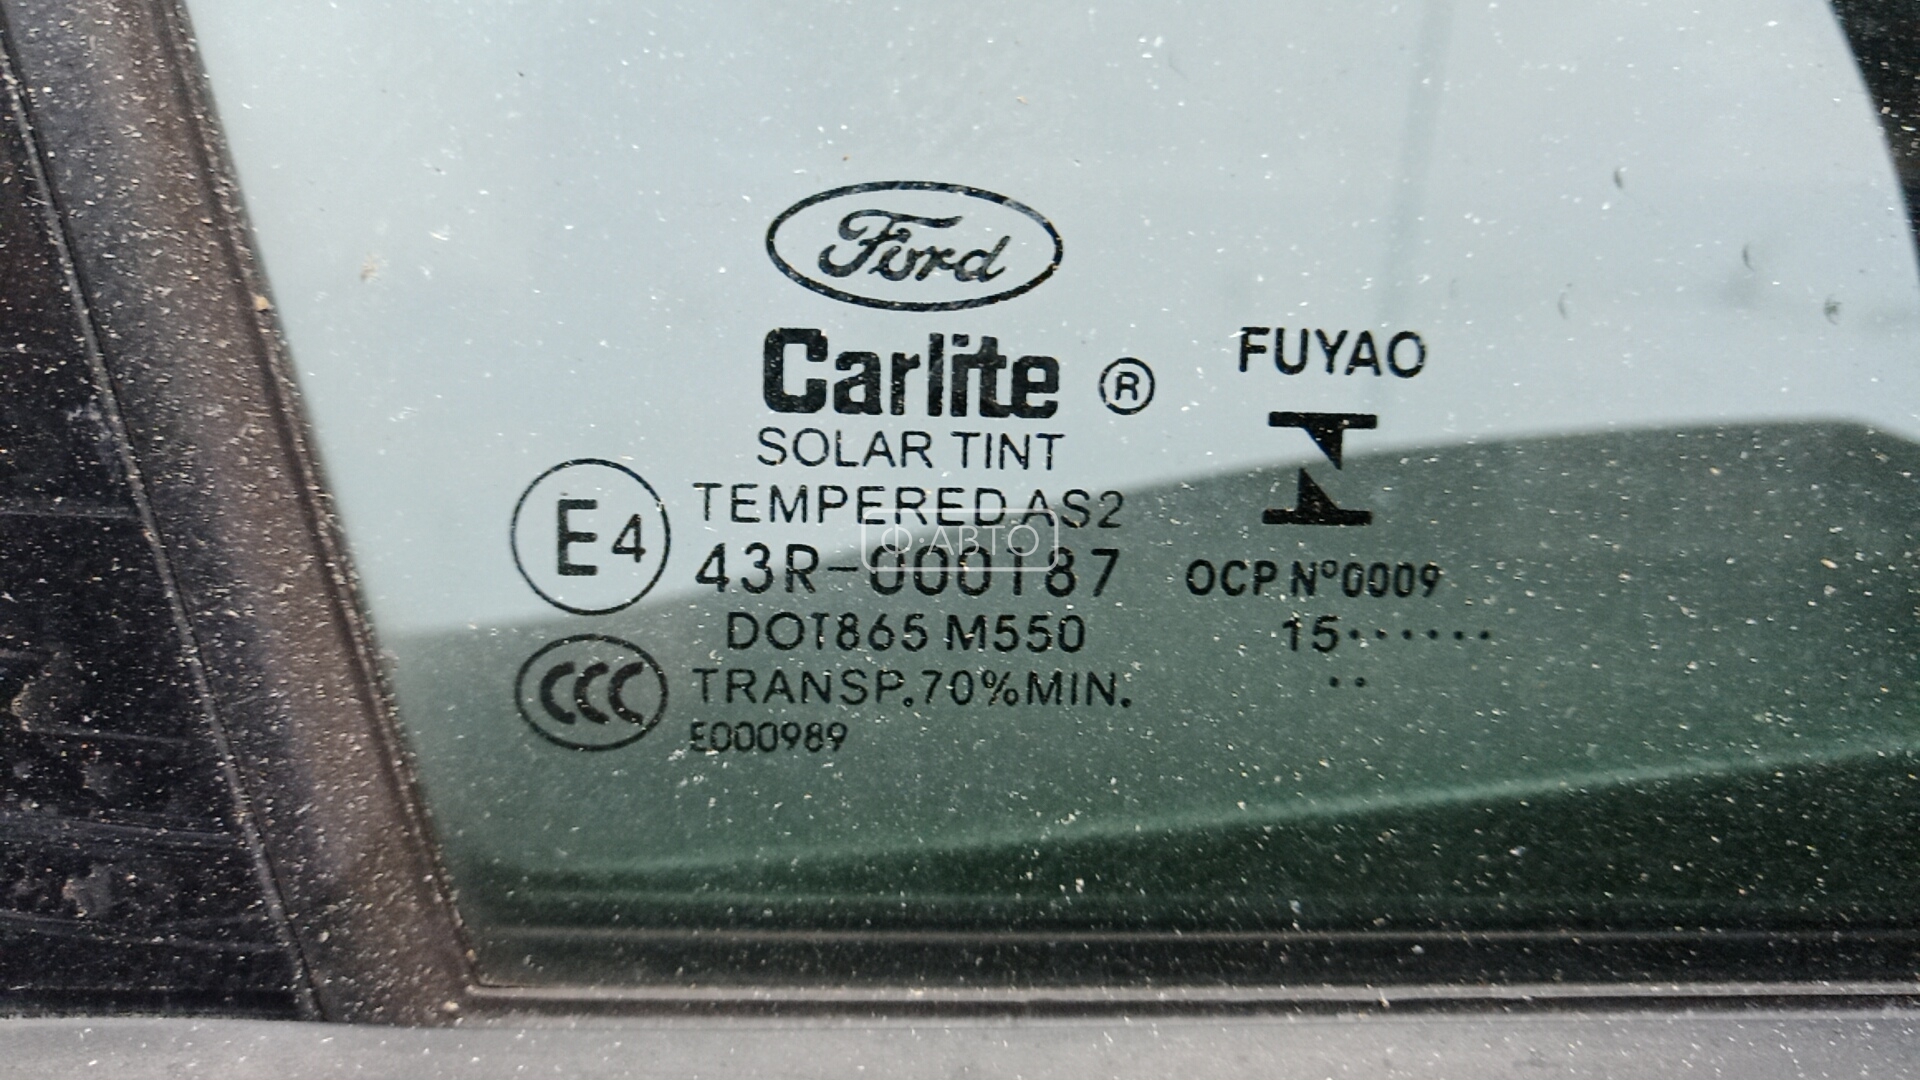 Ford
Carlite ®
FUYAO
SOLAR TINT
E4
TEMPERED AS2
Ф·АВТО
43R-000187
OCP Nº0009
DOT865 M550
15······
··
CCC
TRANSP.70%MIN.
E000989